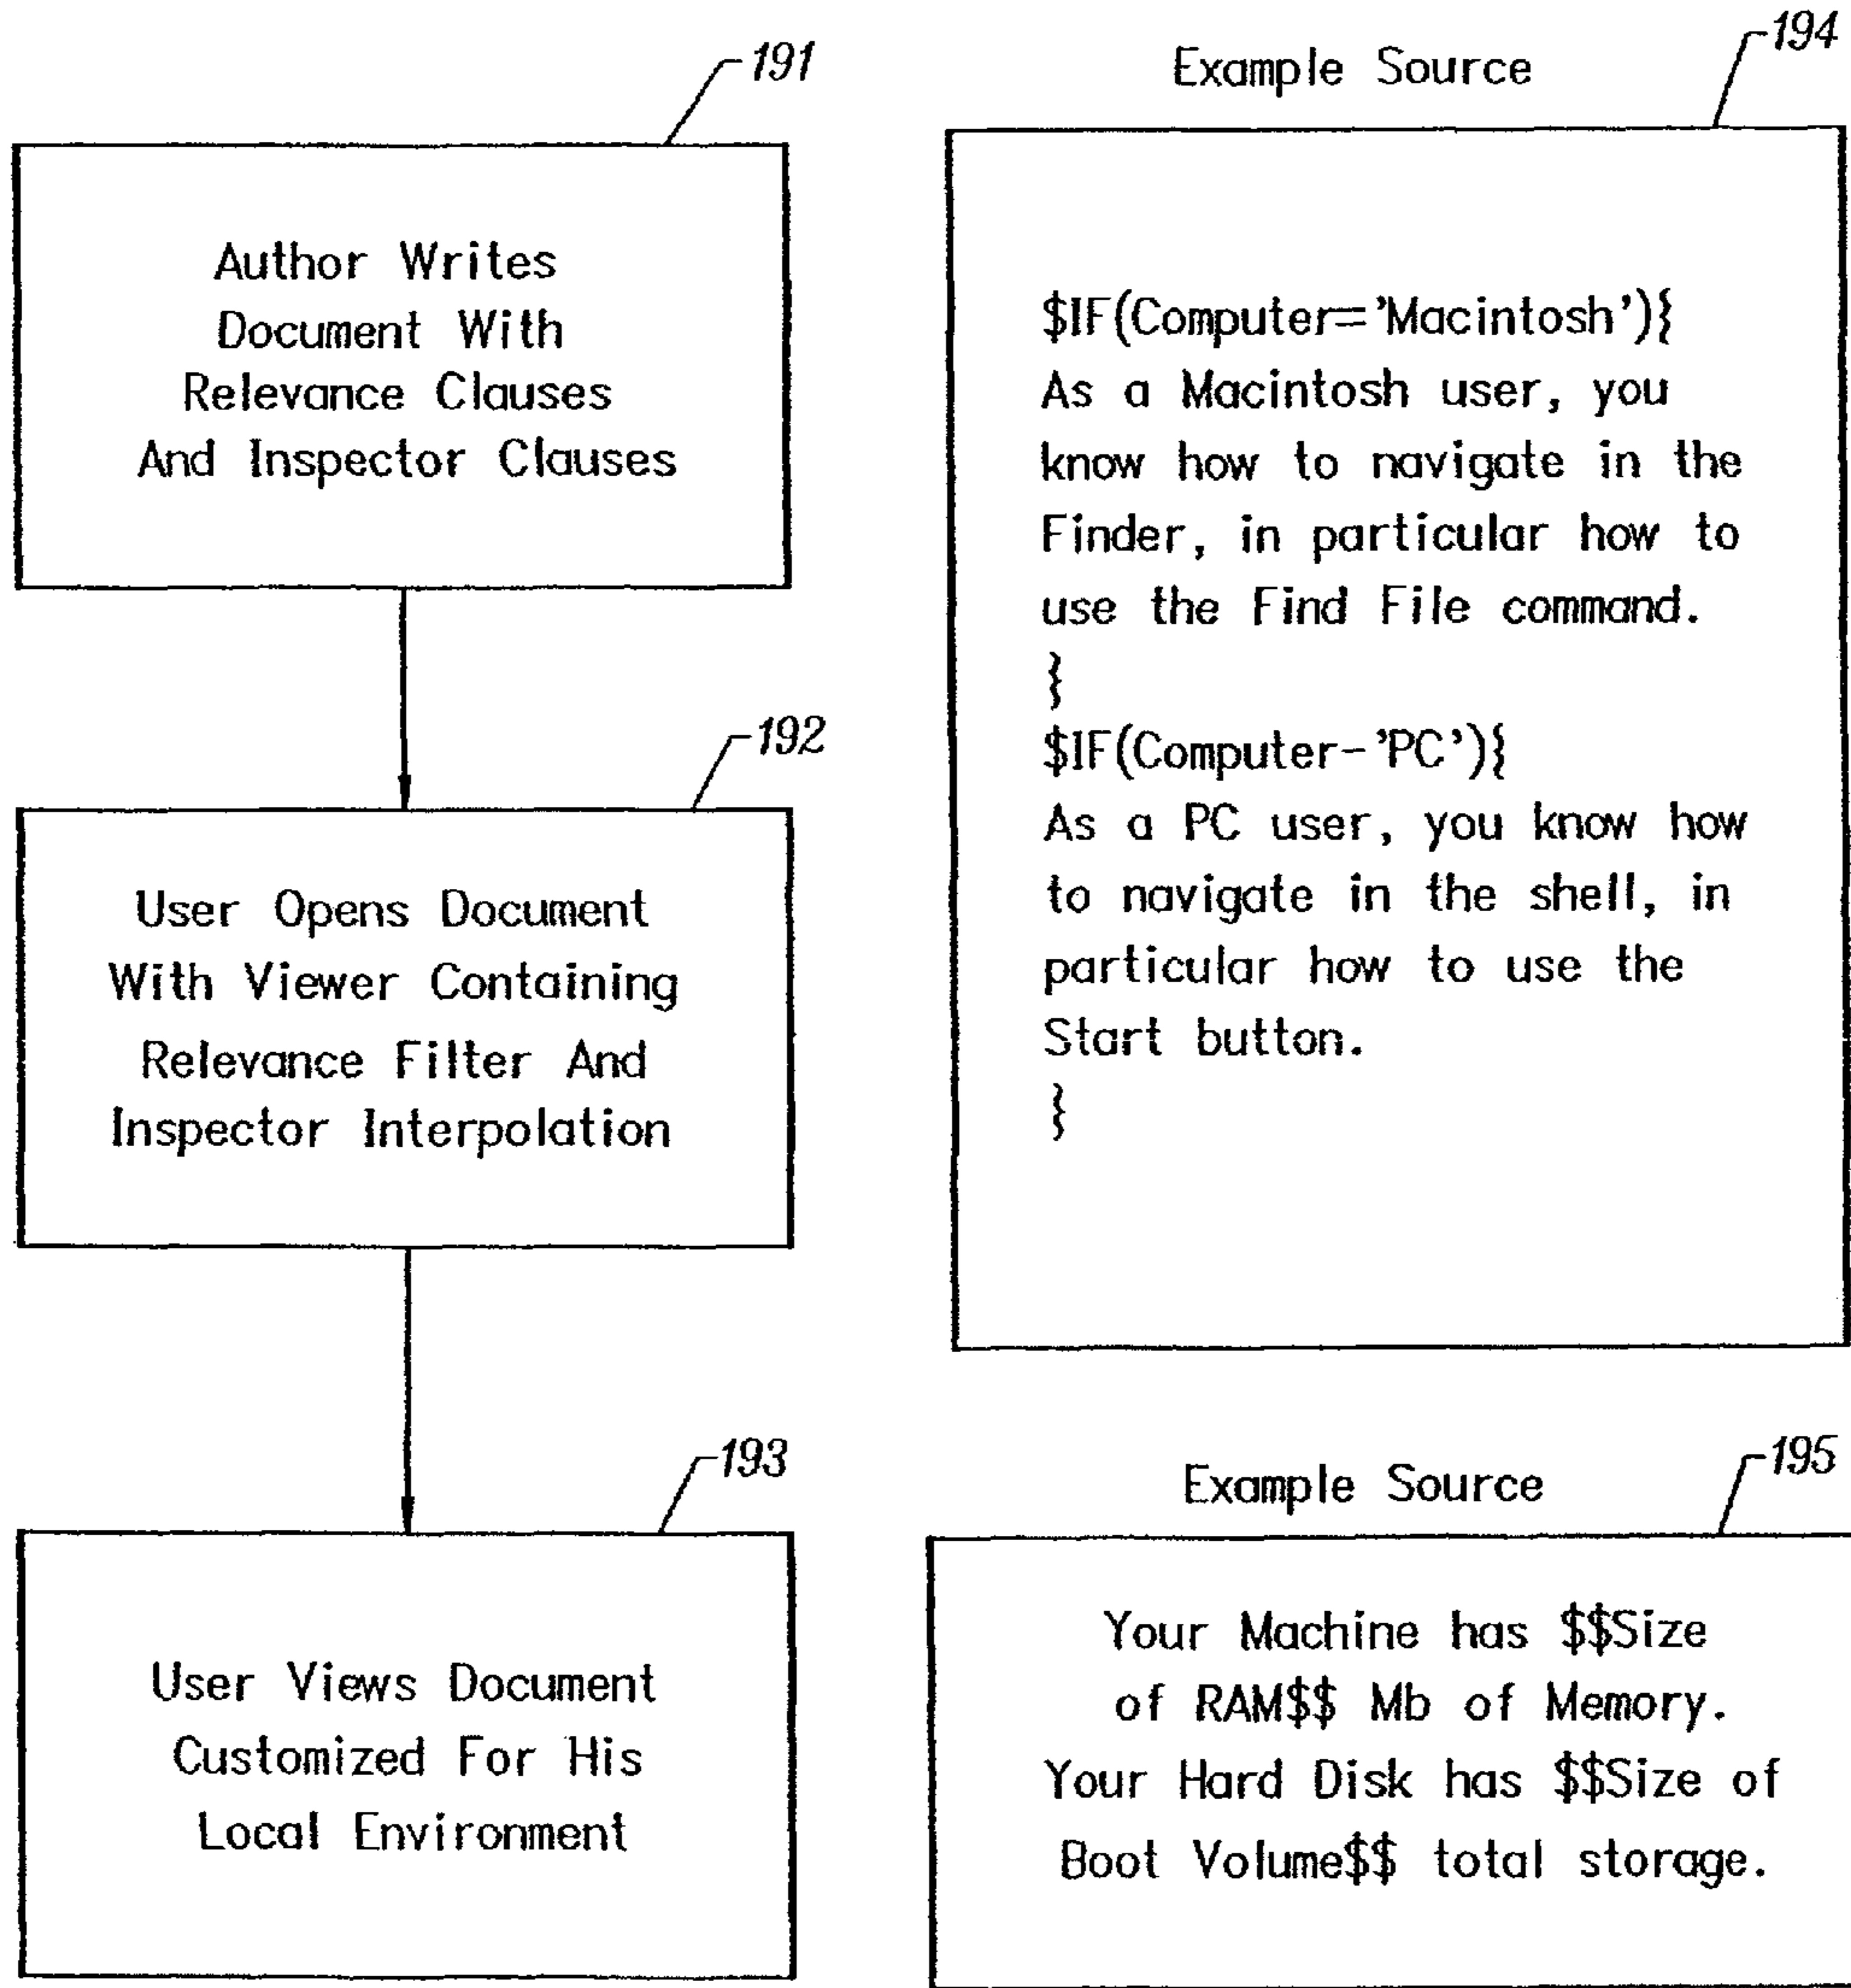 191
Author Writes
Document With
Relevance Clauses
And Inspector Clauses
192
User Opens Document
With Viewer Containing
Relevance Filter And
Inspector Interpolation
193
User Views Document
Customized For His
Local Environment
Example Source
194
$IF(Computer='Macintosh'){
As a Macintosh user, you
know how to navigate in the
Finder, in particular how to
use the Find File command.
}
$IF(Computer-'PC'){
As a PC user, you know how
to navigate in the shell, in
particular how to use the
Start button.
}
Example Source
195
Your Machine has $$Size
of RAM$$ Mb of Memory.
Your Hard Disk has $$Size of
Boot Volume$$ total storage.